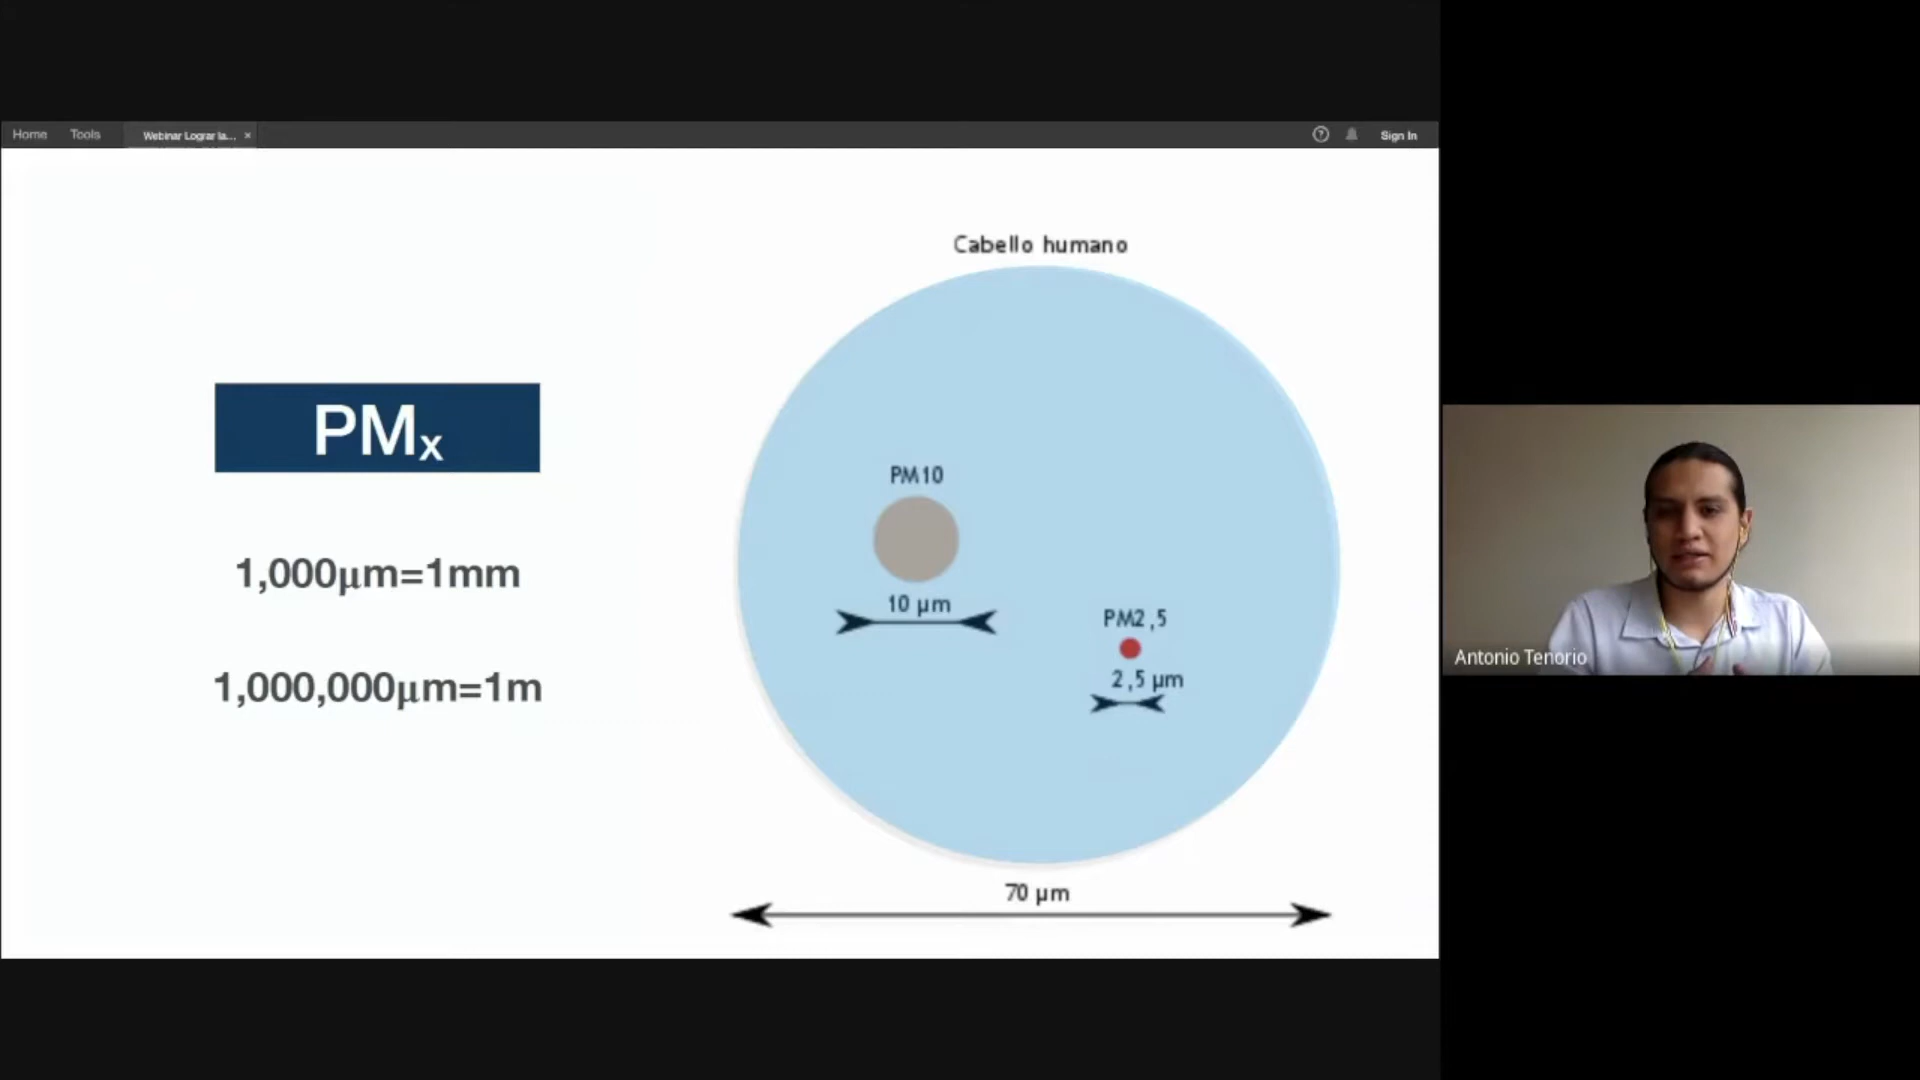 Home Tools Webinar Lograr la... × ? Sign In
Cabello humano
PMx
PM10
1,000µm=1mm
10 µm
PM2,5
2,5 µm
1,000,000µm=1m
70 µm
Antonio Tenorio